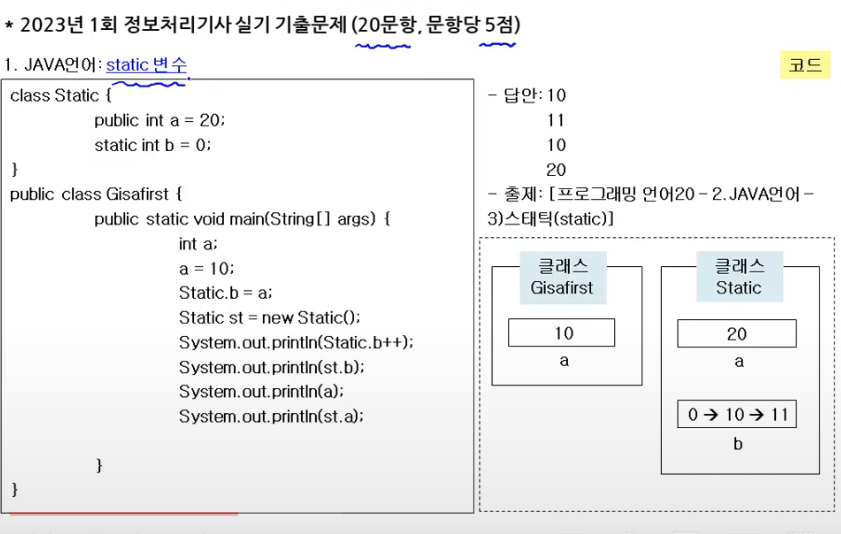 * 2023년 1회 정보처리기사 실기 기출문제 (20문항, 문항당 5점)
1. JAVA언어: static 변수
코드
class Static {
public int a = 20;
static int b = 0;
}
public class Gisafirst {
public static void main(String[] args) {
int a;
a = 10;
Static.b = a;
Static st = new Static();
System.out.println(Static.b++);
System.out.println(st.b);
System.out.println(a);
System.out.println(st.a);
}
}
- 답안: 10
11
10
20
- 출제: [프로그래밍 언어20 - 2. JAVA언어 -
3)스태틱(static)]
클래스
Gisafirst
10
a
클래스
Static
20
a
0 → 10 → 11
b